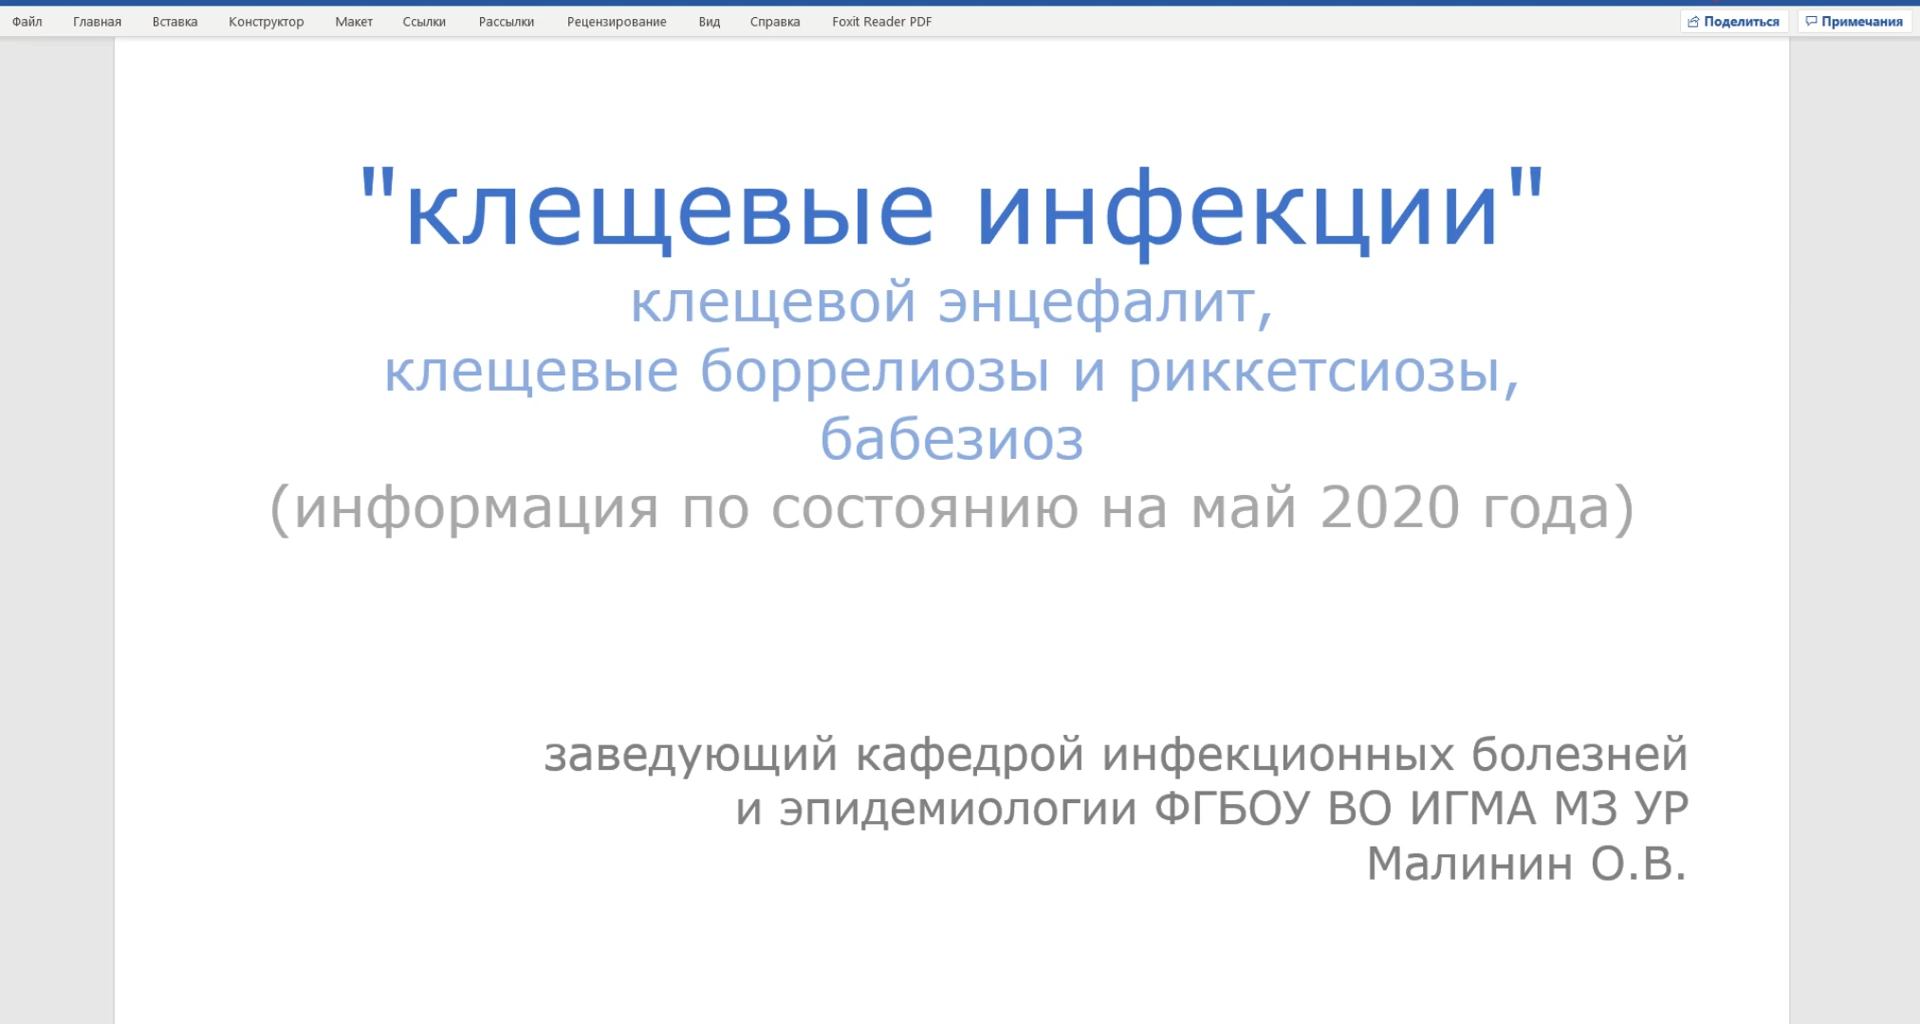 Файл Главная Вставка Конструктор Макет Ссылки Рассылки Рецензирование Вид Справка Foxit Reader PDF Поделиться Примечания
"клещевые инфекции"
клещевой энцефалит,
клещевые боррелиозы и риккетсиозы,
бабезиоз
(информация по состоянию на май 2020 года)
заведующий кафедрой инфекционных болезней
и эпидемиологии ФГБОУ ВО ИГМА МЗ УР
Малинин О.В.